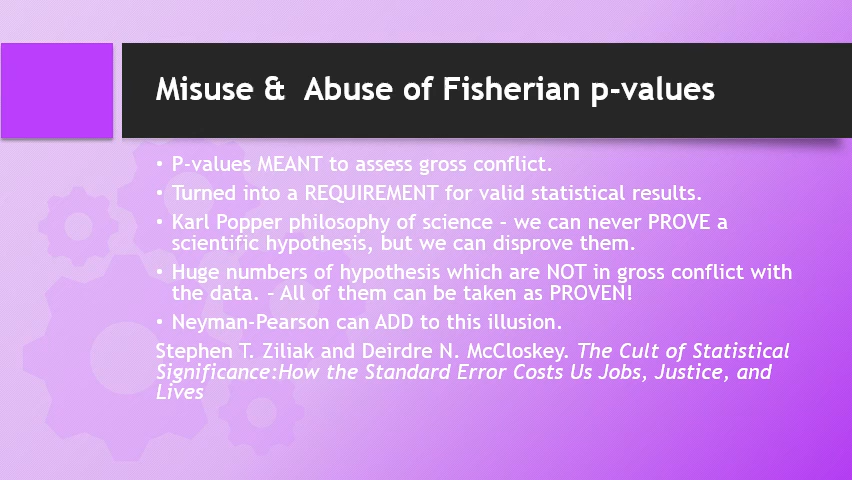 Misuse &  Abuse of Fisherian p-values
• P-values MEANT to assess gross conflict.
• Turned into a REQUIREMENT for valid statistical results.
• Karl Popper philosophy of science – we can never PROVE a
scientific hypothesis, but we can disprove them.
• Huge numbers of hypothesis which are NOT in gross conflict with
the data. – All of them can be taken as PROVEN!
• Neyman-Pearson can ADD to this illusion.
Stephen T. Ziliak and Deirdre N. McCloskey. The Cult of Statistical
Significance:How the Standard Error Costs Us Jobs, Justice, and
Lives